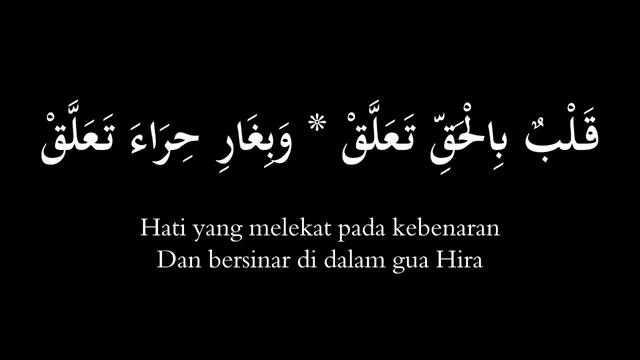 قَلْبٌ بِالْحَقِّ تَعَلَّقْ * وَبِغَارِ حِرَاءَ تَعَلَّقْ
Hati yang melekat pada kebenaran
Dan bersinar di dalam gua Hira